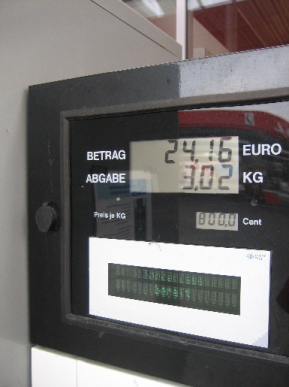 BETRAG 24.16 EURO
ABGABE 3,02 KG
Preis je KG 800,0 Cent